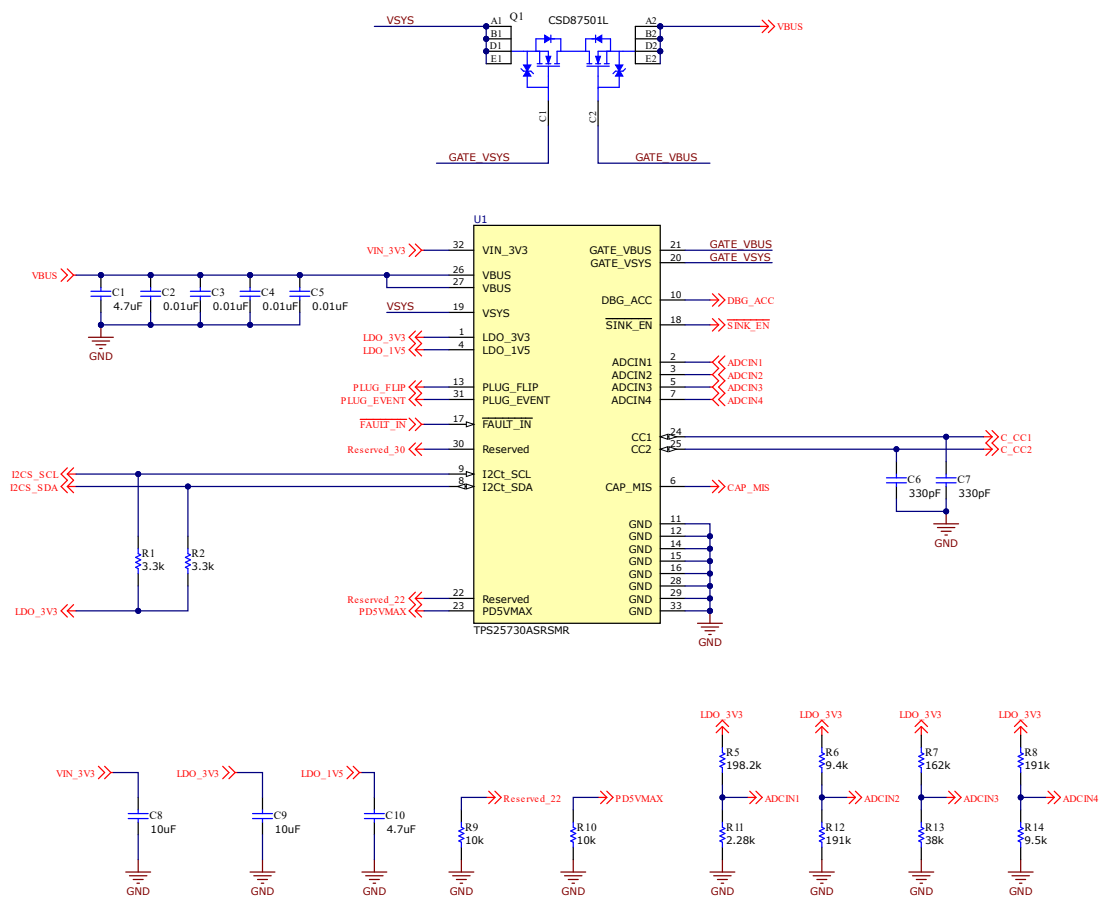 VSYS
A1 Q1 CSD87501L A2
B1 B2
D1 D2
E1 E2
VBUS
C1 C2
GATE_VSYS GATE_VBUS
U1
VIN_3V3 32 VIN_3V3 GATE_VBUS 21 GATE_VBUS
GATE_VSYS 20 GATE_VSYS
VBUS 26 VBUS
27 VBUS
C1 C2 C3 C4 C5
4.7uF 0.01uF 0.01uF 0.01uF 0.01uF
DBG_ACC 10 DBG_ACC
VSYS 19 VSYS
SINK_EN 18 SINK_EN
LDO_3V3 1 LDO_3V3
LDO_1V5 4 LDO_1V5
GND
ADCIN1 2 ADCIN1
ADCIN2 3 ADCIN2
ADCIN3 5 ADCIN3
ADCIN4 7 ADCIN4
PLUG_FLIP 13 PLUG_FLIP
PLUG_EVENT 31 PLUG_EVENT
FAULT_IN 17 FAULT_IN
CC1 24 C_CC1
CC2 25 C_CC2
Reserved_30 30 Reserved
I2CS_SCL 9 I2Ct_SCL
I2CS_SDA 8 I2Ct_SDA
CAP_MIS 6 CAP_MIS
C6 C7
330pF 330pF
GND
GND 11
GND 12
GND 14
GND 15
GND 16
GND 28
GND 29
GND 33
R1 R2
3.3k 3.3k
Reserved_22 22 Reserved
LDO_3V3 PD5VMAX 23 PD5VMAX
TPS25730ASRSMR
GND
LDO_3V3 LDO_3V3 LDO_3V3 LDO_3V3
R5 R6 R7 R8
198.2k 9.4k 162k 191k
VIN_3V3 LDO_3V3 LDO_1V5
Reserved_22 PD5VMAX ADCIN1 ADCIN2 ADCIN3 ADCIN4
C8 C9 C10
10uF 10uF 4.7uF
R9 R10 R11 R12 R13 R14
10k 10k 2.28k 191k 38k 9.5k
GND GND GND GND GND GND GND GND GND